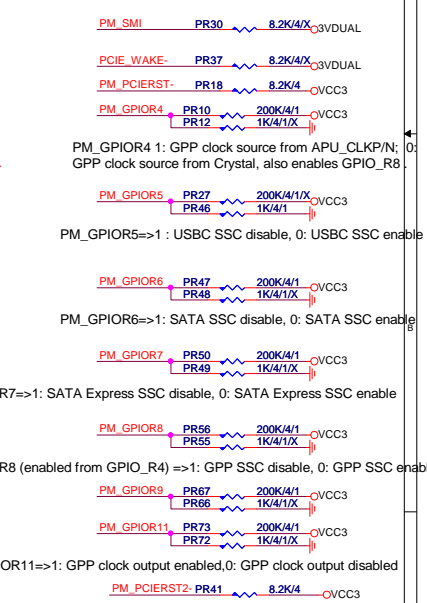 PM_SMI PR30 8.2K/4/X 3VDUAL
PCIE_WAKE- PR37 8.2K/4/X 3VDUAL
PM_PCIERST- PR18 8.2K/4 VCC3
PM_GPIOR4 PR10 200K/4/1 VCC3
PR12 1K/4/1/X
PM_GPIOR4 1: GPP clock source from APU_CLKP/N; 0:
GPP clock source from Crystal, also enables GPIO_R8 .
PM_GPIOR5 PR27 200K/4/1/X VCC3
PR46 1K/4/1
PM_GPIOR5=>1 : USBC SSC disable, 0: USBC SSC enable
PM_GPIOR6 PR47 200K/4/1 VCC3
PR48 1K/4/1/X
PM_GPIOR6=>1: SATA SSC disable, 0: SATA SSC enable
B
PM_GPIOR7 PR50 200K/4/1 VCC3
PR49 1K/4/1/X
R7=>1: SATA Express SSC disable, 0: SATA Express SSC enable
PM_GPIOR8 PR56 200K/4/1 VCC3
PR55 1K/4/1/X
R8 (enabled from GPIO_R4) =>1: GPP SSC disable, 0: GPP SSC enabl
PM_GPIOR9 PR67 200K/4/1 VCC3
PR66 1K/4/1/X
PM_GPIOR11 PR73 200K/4/1 VCC3
PR72 1K/4/1/X
OR11=>1: GPP clock output enabled,0: GPP clock output disabled
PM_PCIERST2- PR41 8.2K/4 VCC3